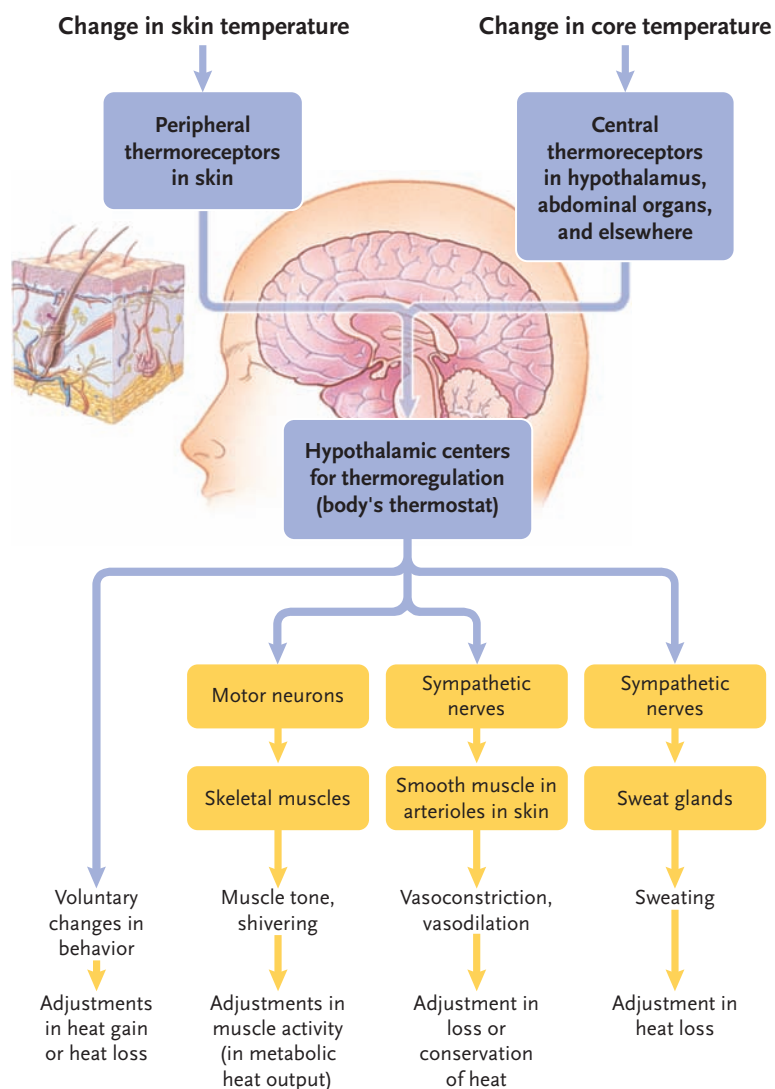 Change in skin temperature
Change in core temperature
Peripheral
thermoreceptors
in skin
Central
thermoreceptors
in hypothalamus,
abdominal organs,
and elsewhere
Hypothalamic centers
for thermoregulation
(body's thermostat)
Motor neurons
Sympathetic
nerves
Sympathetic
nerves
Skeletal muscles
Smooth muscle in
arterioles in skin
Sweat glands
Voluntary
changes in
behavior
Muscle tone,
shivering
Vasoconstriction,
vasodilation
Sweating
Adjustments
in heat gain
or heat loss
Adjustments in
muscle activity
(in metabolic
heat output)
Adjustment in
loss or
conservation
of heat
Adjustment in
heat loss